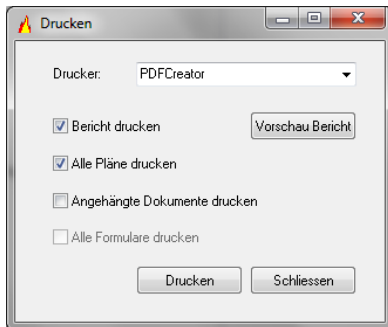 Drucken
Drucker: PDFCreator
Bericht drucken Vorschau Bericht
Alle Pläne drucken
Angehängte Dokumente drucken
Alle Formulare drucken
Drucken Schliessen